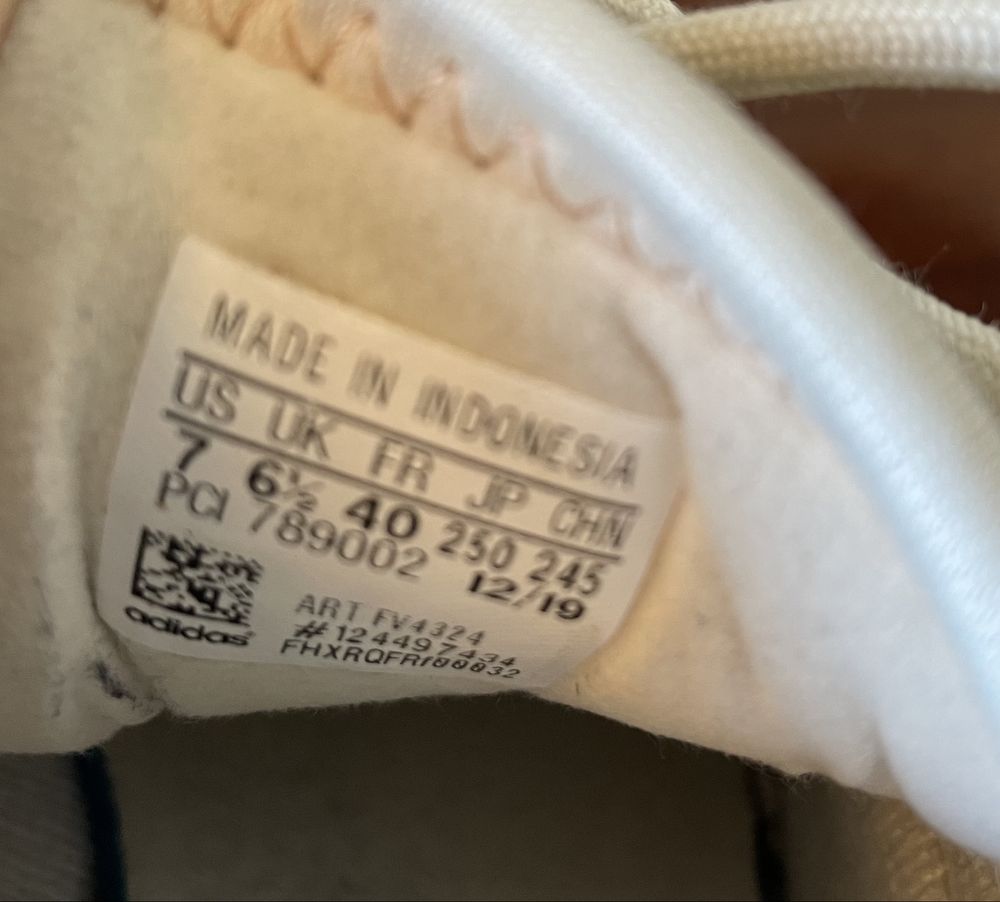 MADE IN INDONESIA
US UK FR JP CHN
7 6½ 40 250 245
PCI 789002 12/19
ART FV4324
#124497434
adidas